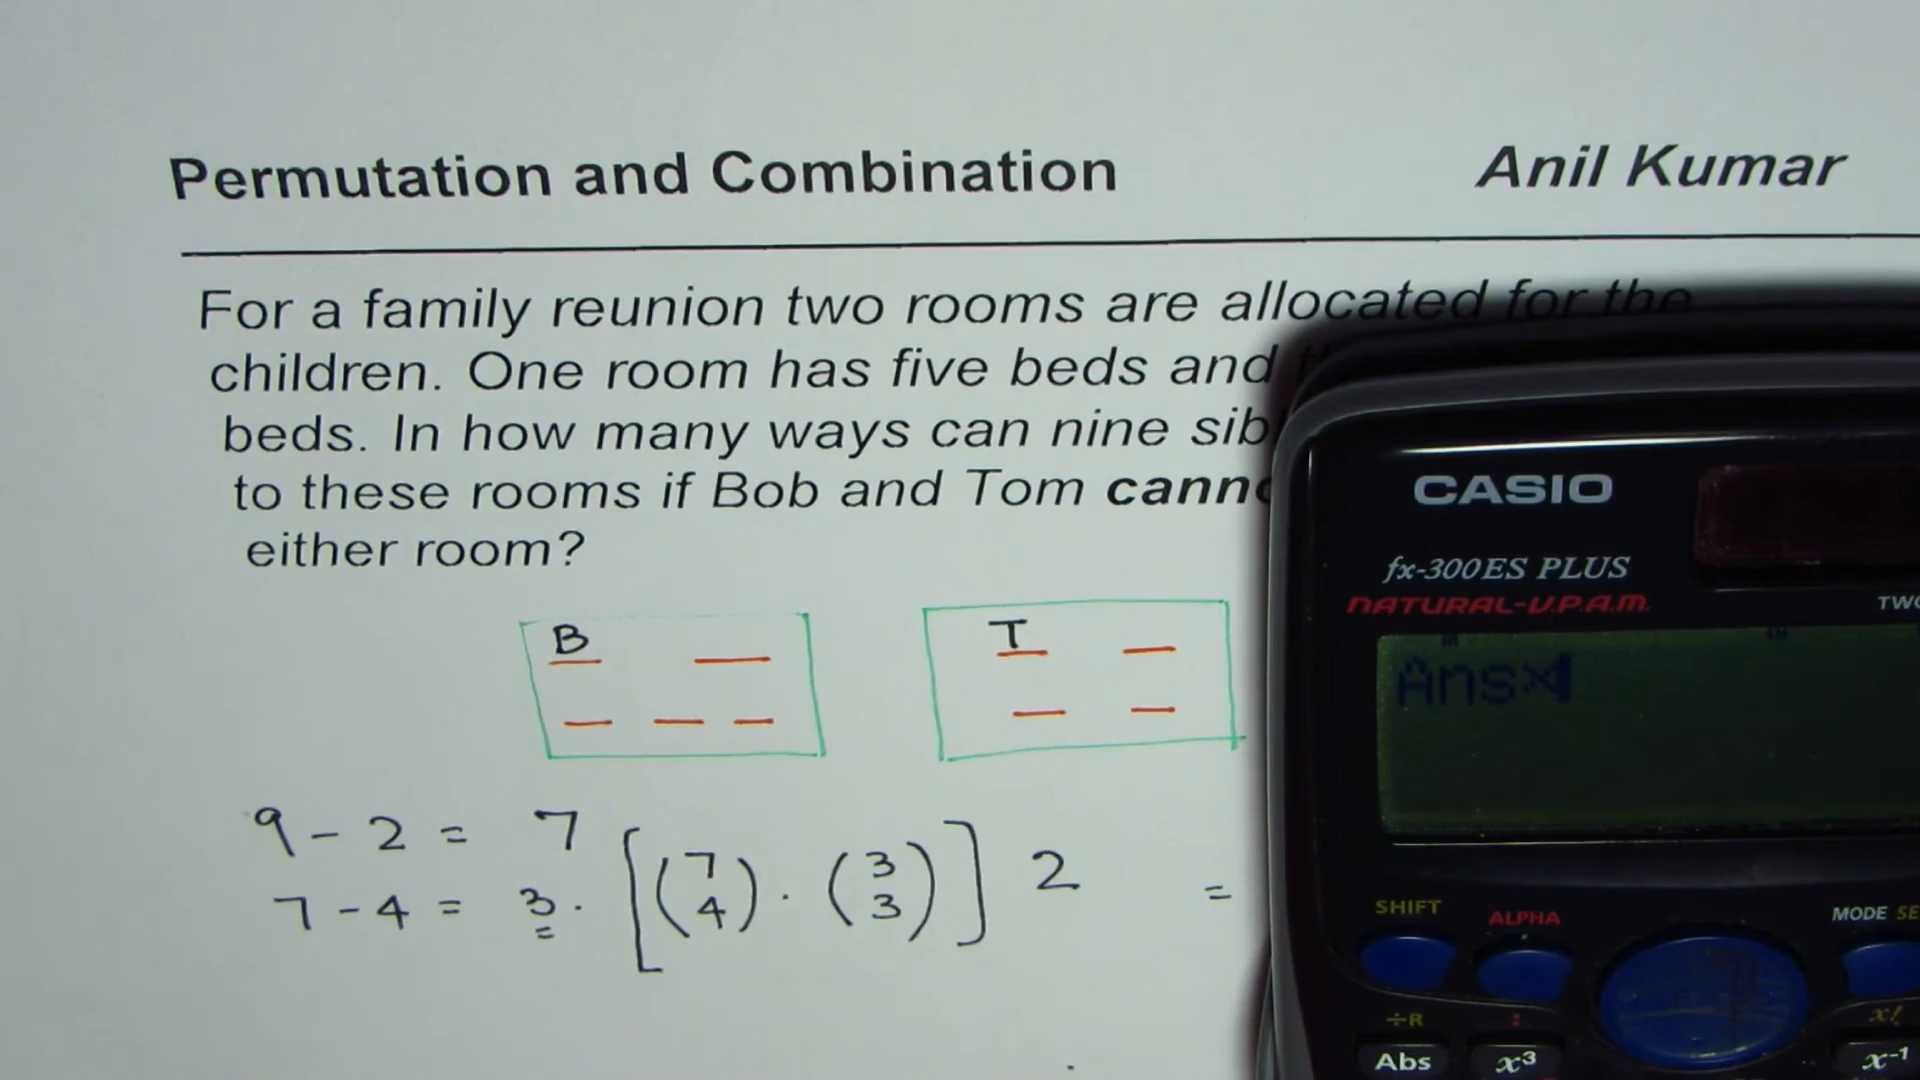 Permutation and Combination Anil Kumar
For a family reunion two rooms are allocated for the
children. One room has five beds and
beds. In how many ways can nine sib
to these rooms if Bob and Tom cann
either room?
B T
9 - 2 = 7
7 - 4 = 3 · [(7 4) · (3 3)] 2 =
CASIO
fx-300ES PLUS
NATURAL-V.P.A.M.
TWO
Ans×
SHIFT ALPHA MODE SE
÷R : x!
Abs x³ x⁻¹